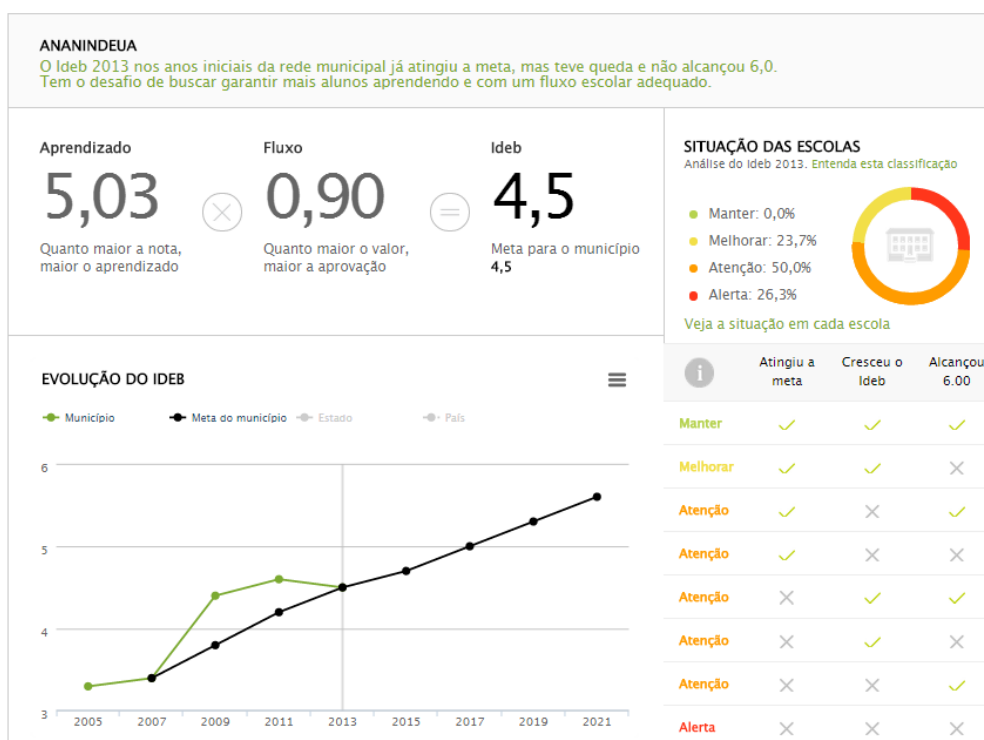 ANANINDEUA
O Ideb 2013 nos anos iniciais da rede municipal já atingiu a meta, mas teve queda e não alcançou 6,0.
Tem o desafio de buscar garantir mais alunos aprendendo e com um fluxo escolar adequado.
Aprendizado
5,03
Quanto maior a nota,
maior o aprendizado
Fluxo
0,90
Quanto maior o valor,
maior a aprovação
Ideb
4,5
Meta para o município
4,5
SITUAÇÃO DAS ESCOLAS
Análise do Ideb 2013. Entenda esta classificação
Manter: 0,0%
Melhorar: 23,7%
Atenção: 50,0%
Alerta: 26,3%
Veja a situação em cada escola
EVOLUÇÃO DO IDEB
Município Meta do município Estado País
6
5
4
3
2005 2007 2009 2011 2013 2015 2017 2019 2021
i
Atingiu a
meta
Cresceu o
Ideb
Alcançou
6.00
Manter
Melhorar
Atenção
Atenção
Atenção
Atenção
Atenção
Alerta